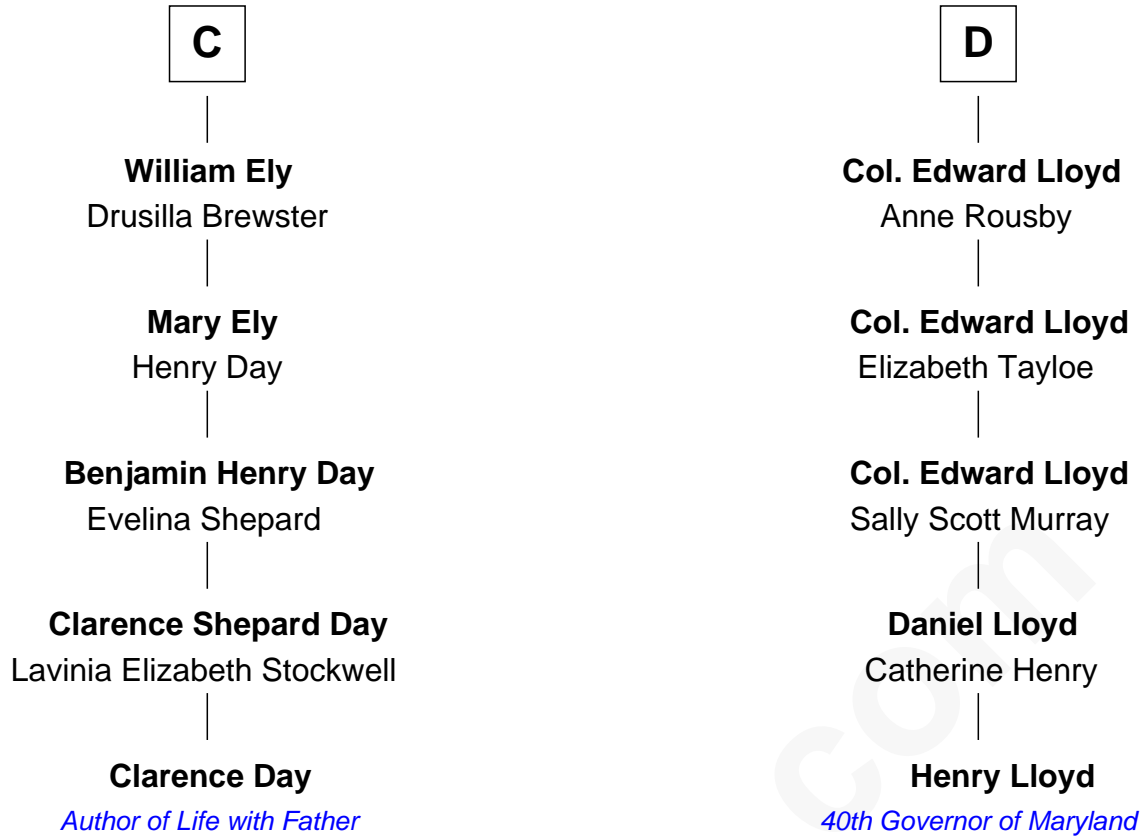 C
William Ely
Drusilla Brewster
Mary Ely
Henry Day
Benjamin Henry Day
Evelina Shepard
Clarence Shepard Day
Lavinia Elizabeth Stockwell
Clarence Day
Author of Life with Father
D
Col. Edward Lloyd
Anne Rousby
Col. Edward Lloyd
Elizabeth Tayloe
Col. Edward Lloyd
Sally Scott Murray
Daniel Lloyd
Catherine Henry
Henry Lloyd
40th Governor of Maryland
com